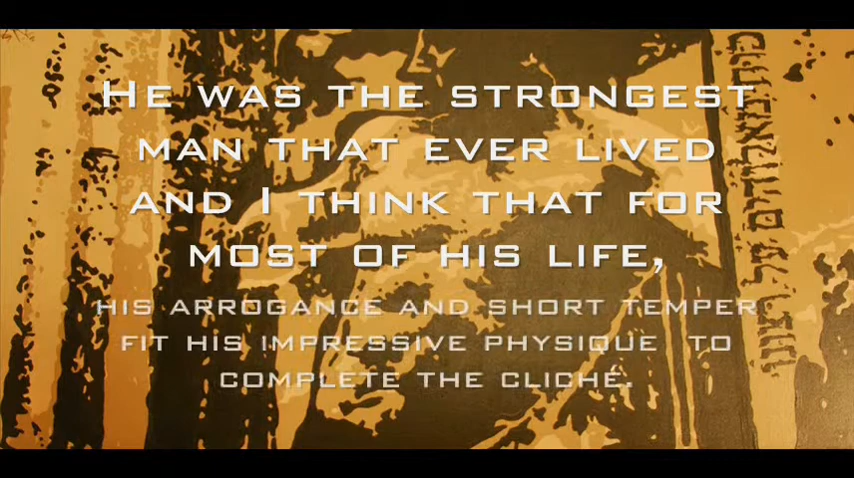 He was the strongest
man that ever lived
and I think that for
most of his life,
his arrogance and short temper
fit his impressive physique to
complete the cliché.